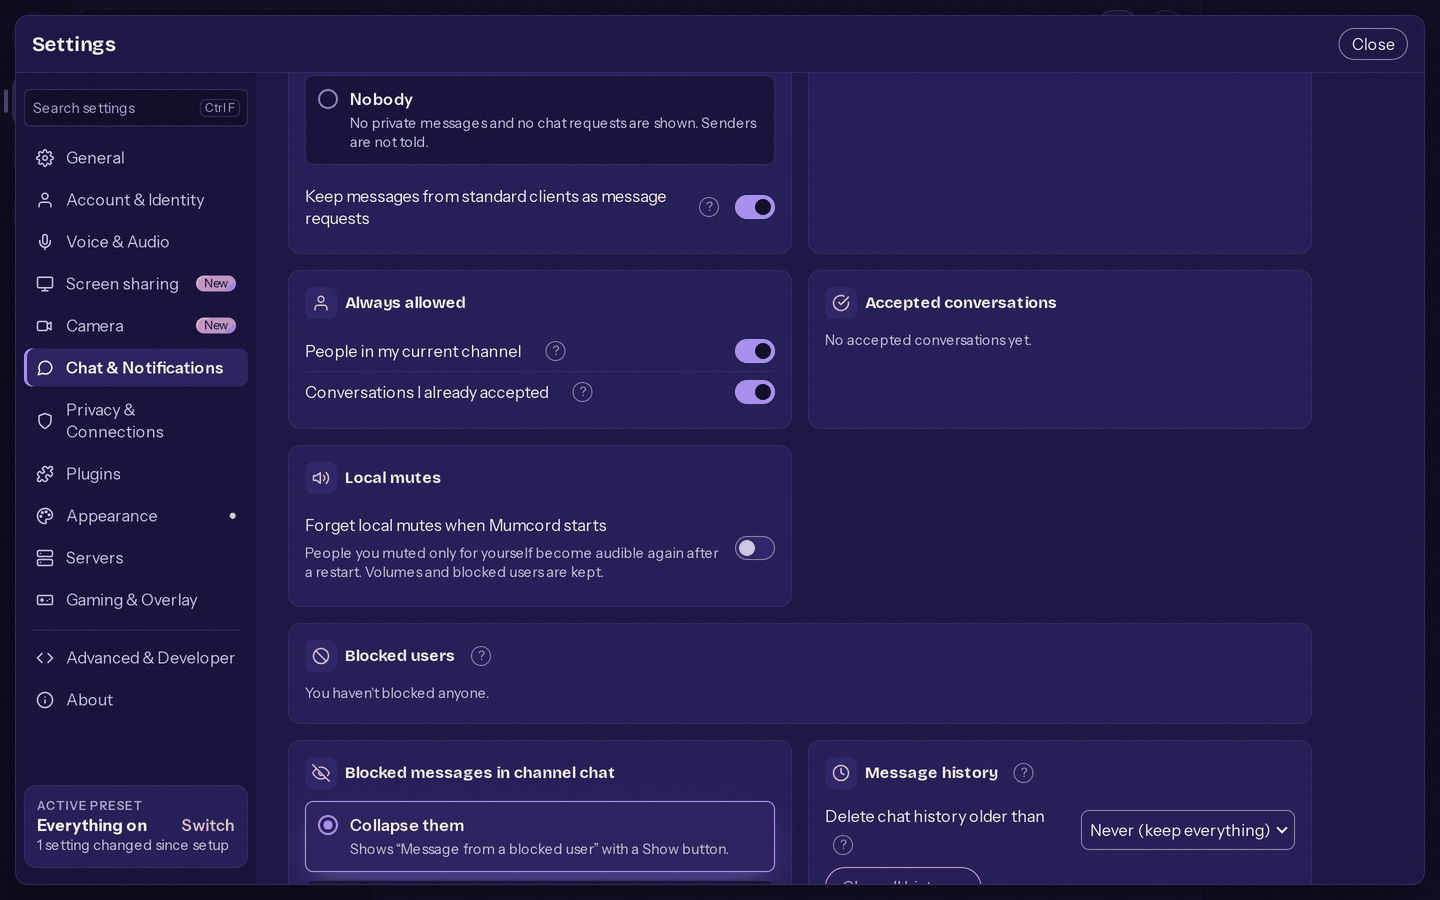 Settings
Close
Search settings
Ctrl F
General
Account & Identity
Voice & Audio
Screen sharing
New
Camera
New
Chat & Notifications
Privacy &
Connections
Plugins
Appearance
Servers
Gaming & Overlay
Advanced & Developer
About
ACTIVE PRESET
Everything on
Switch
1 setting changed since setup
Nobody
No private messages and no chat requests are shown. Senders
are not told.
Keep messages from standard clients as message
requests
?
Always allowed
People in my current channel
?
Conversations I already accepted
?
Accepted conversations
No accepted conversations yet.
Local mutes
Forget local mutes when Mumcord starts
People you muted only for yourself become audible again after
a restart. Volumes and blocked users are kept.
Blocked users
?
You haven't blocked anyone.
Blocked messages in channel chat
Collapse them
Shows “Message from a blocked user” with a Show button.
Message history
?
Delete chat history older than
?
Never (keep everything)